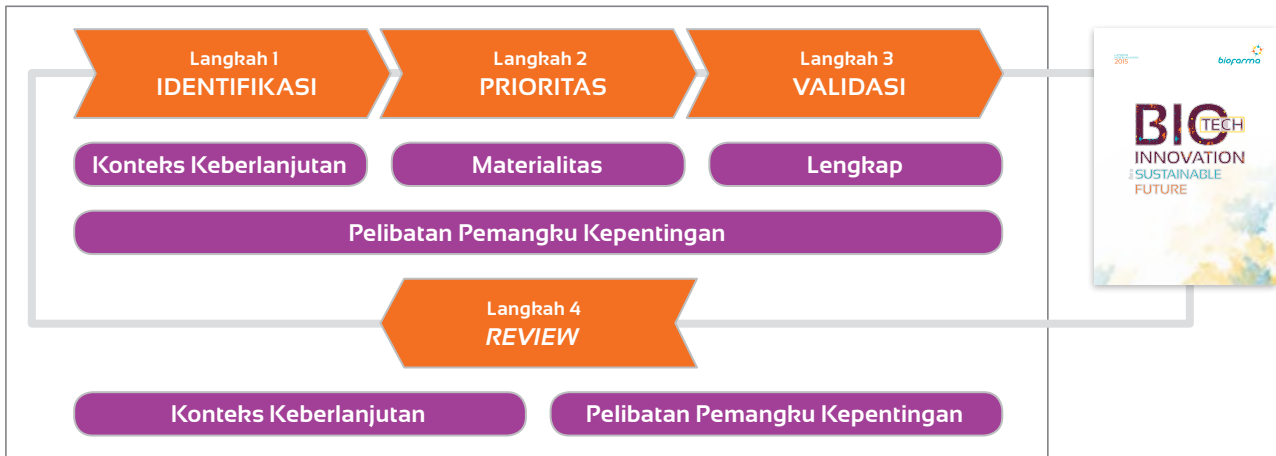 Langkah 1
IDENTIFIKASI
Langkah 2
PRIORITAS
Langkah 3
VALIDASI
2015
biofarma
BIO
TECH
INNOVATION
SUSTAINABLE
FUTURE
Konteks Keberlanjutan
Materialitas
Lengkap
Pelibatan Pemangku Kepentingan
Langkah 4
REVIEW
Konteks Keberlanjutan
Pelibatan Pemangku Kepentingan